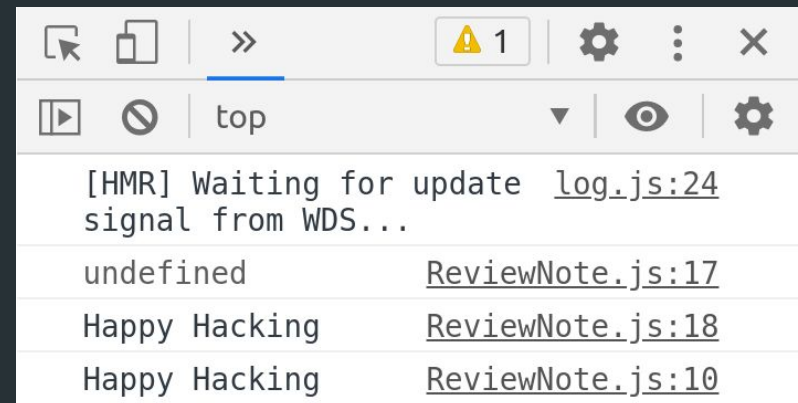 1
top
[HMR] Waiting for update log.js:24
signal from WDS...
undefined ReviewNote.js:17
Happy Hacking ReviewNote.js:18
Happy Hacking ReviewNote.js:10